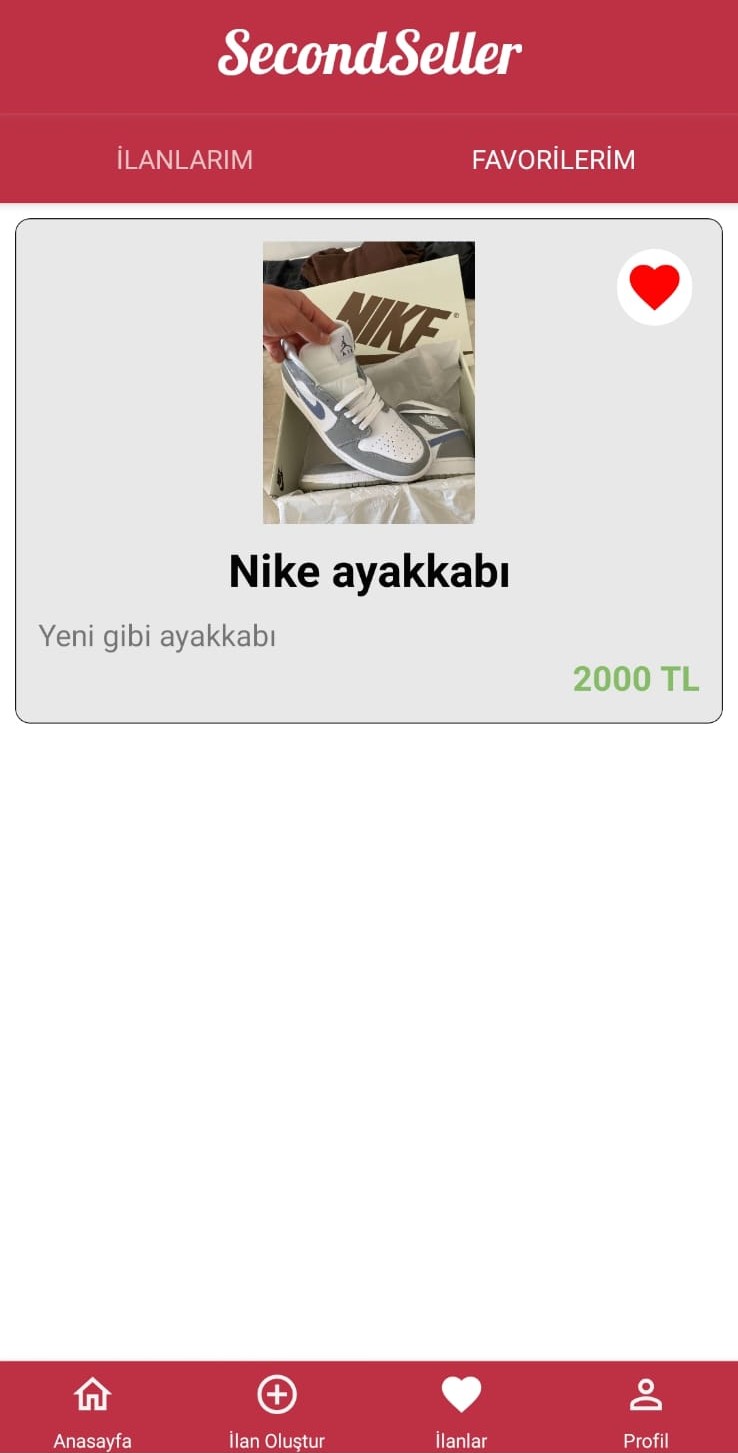 SecondSeller
İLANLARIM
FAVORİLERİM
NIKE
Nike ayakkabı
Yeni gibi ayakkabı
2000 TL
Anasayfa
İlan Oluştur
İlanlar
Profil